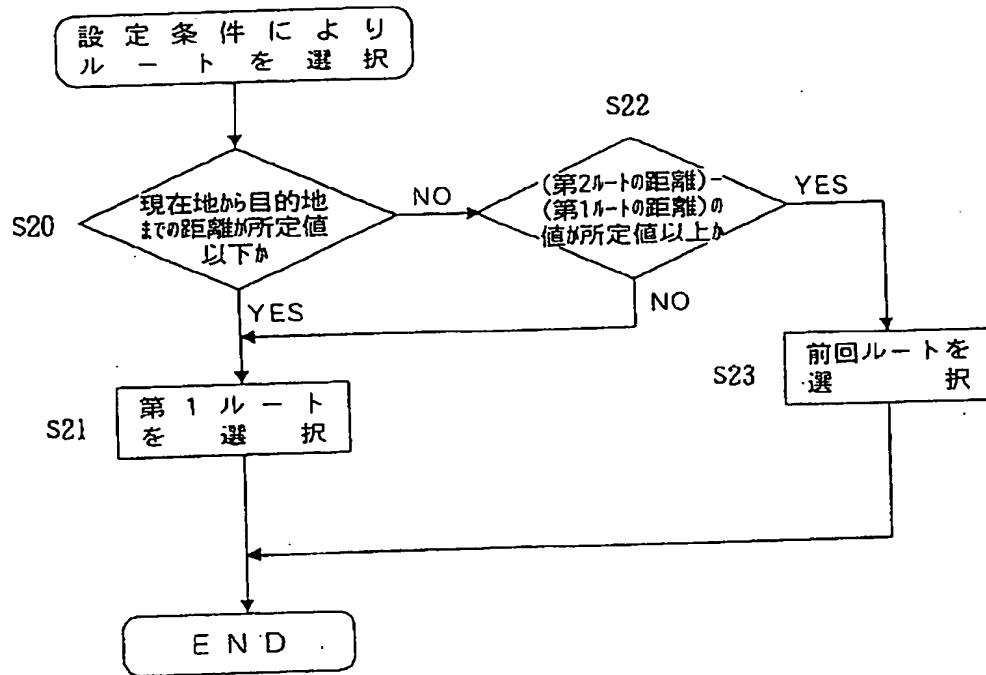 設定条件により
ルートを選択
S22
S20
現在地から目的地
までの距離が所定値
以下か
NO
(第2ルートの距離)-
(第1ルートの距離)の
値が所定値以上か
YES
YES
NO
S21
第1ルート
を選択
S23
前回ルートを
選択
END